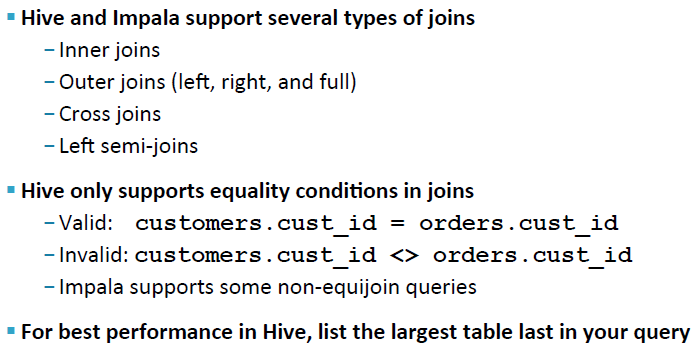 ▪ Hive and Impala support several types of joins
– Inner joins
– Outer joins (left, right, and full)
– Cross joins
– Left semi-joins
▪ Hive only supports equality conditions in joins
– Valid: customers.cust_id = orders.cust_id
– Invalid: customers.cust_id <> orders.cust_id
– Impala supports some non-equijoin queries
▪ For best performance in Hive, list the largest table last in your query